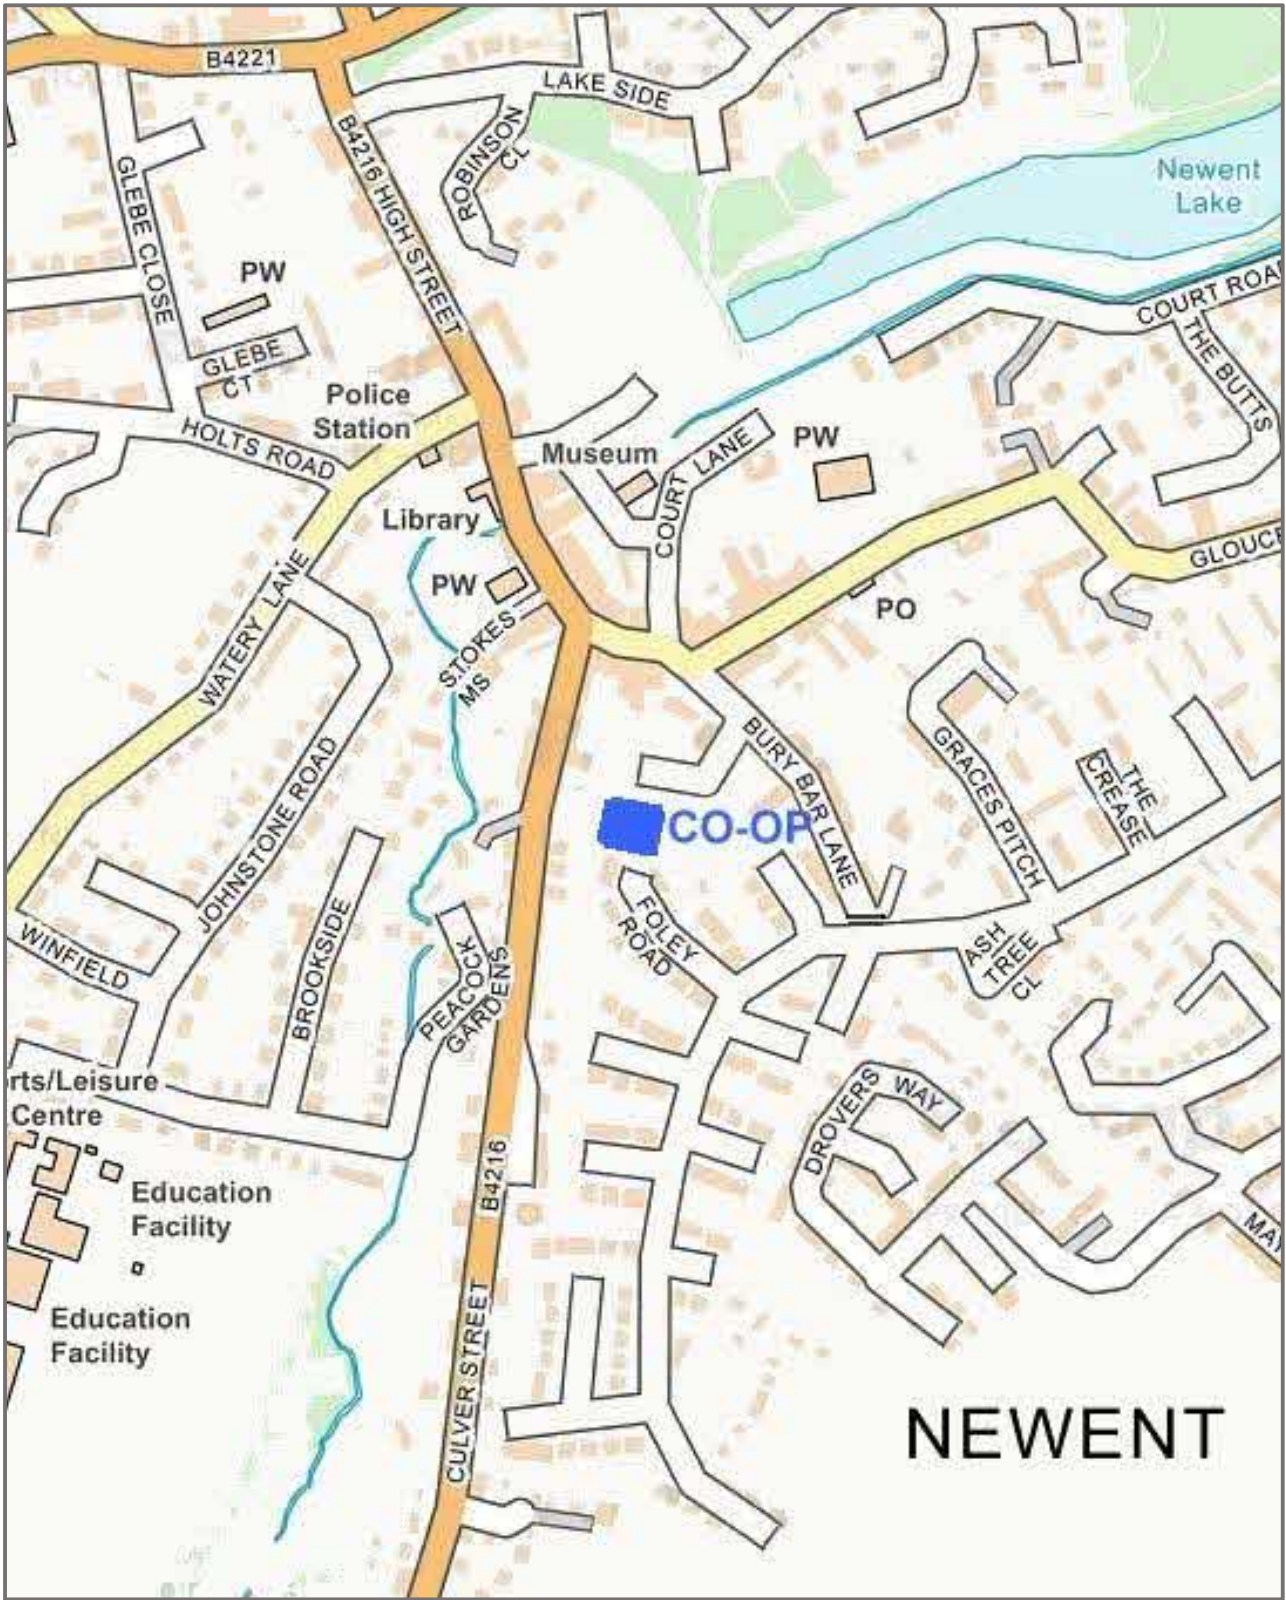 B4221
LAKE SIDE
ROBINSON
CL
B4216 HIGH STREET
GLEBE CLOSE
Newent
Lake
PW
COURT ROA
THE BUTTS
GLEBE
CT
Police
Station
HOLTS ROAD
Museum
COURT LANE
PW
Library
GLOUCE
WATERY LANE
PW
PO
STOKES
MS
BURY BAR LANE
GRACES PITCH
THE
CREASE
JOHNSTONE ROAD
CO-OP
FOLEY
ROAD
WINFIELD
BROOKSIDE
PEACOCK
GARDENS
ASH
TREE
CL
rts/Leisure
Centre
DROVERS WAY
B4216
Education
Facility
MAY
Education
Facility
CULVER STREET
NEWENT